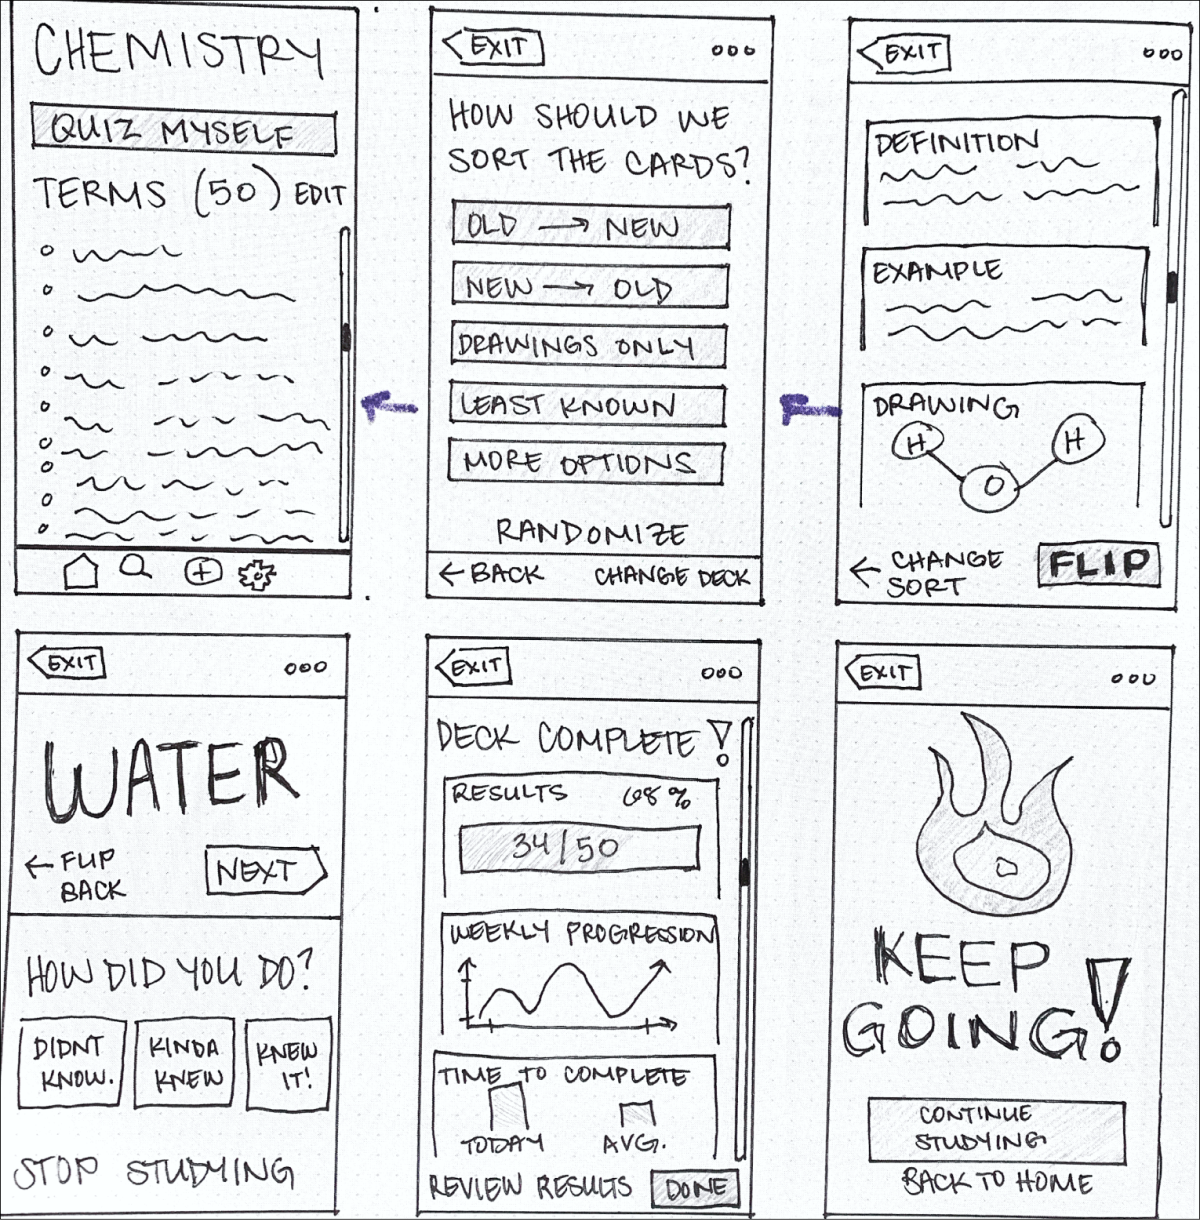 CHEMISTRY
QUIZ MYSELF
TERMS (50) EDIT
EXIT
HOW SHOULD WE
SORT THE CARDS?
OLD → NEW
NEW → OLD
DRAWINGS ONLY
LEAST KNOWN
MORE OPTIONS
RANDOMIZE
← BACK CHANGE DECK
EXIT
DEFINITION
EXAMPLE
DRAWING
H H
O
← CHANGE
SORT
FLIP
EXIT
WATER
← FLIP
BACK
NEXT
HOW DID YOU DO?
DIDNT
KNOW.
KINDA
KNEW
KNEW
IT!
STOP STUDYING
EXIT
DECK COMPLETE!
RESULTS 68%
34/50
WEEKLY PROGRESSION
TIME TO COMPLETE
TODAY AVG.
REVIEW RESULTS DONE
EXIT
KEEP
GOING!
CONTINUE
STUDYING
BACK TO HOME